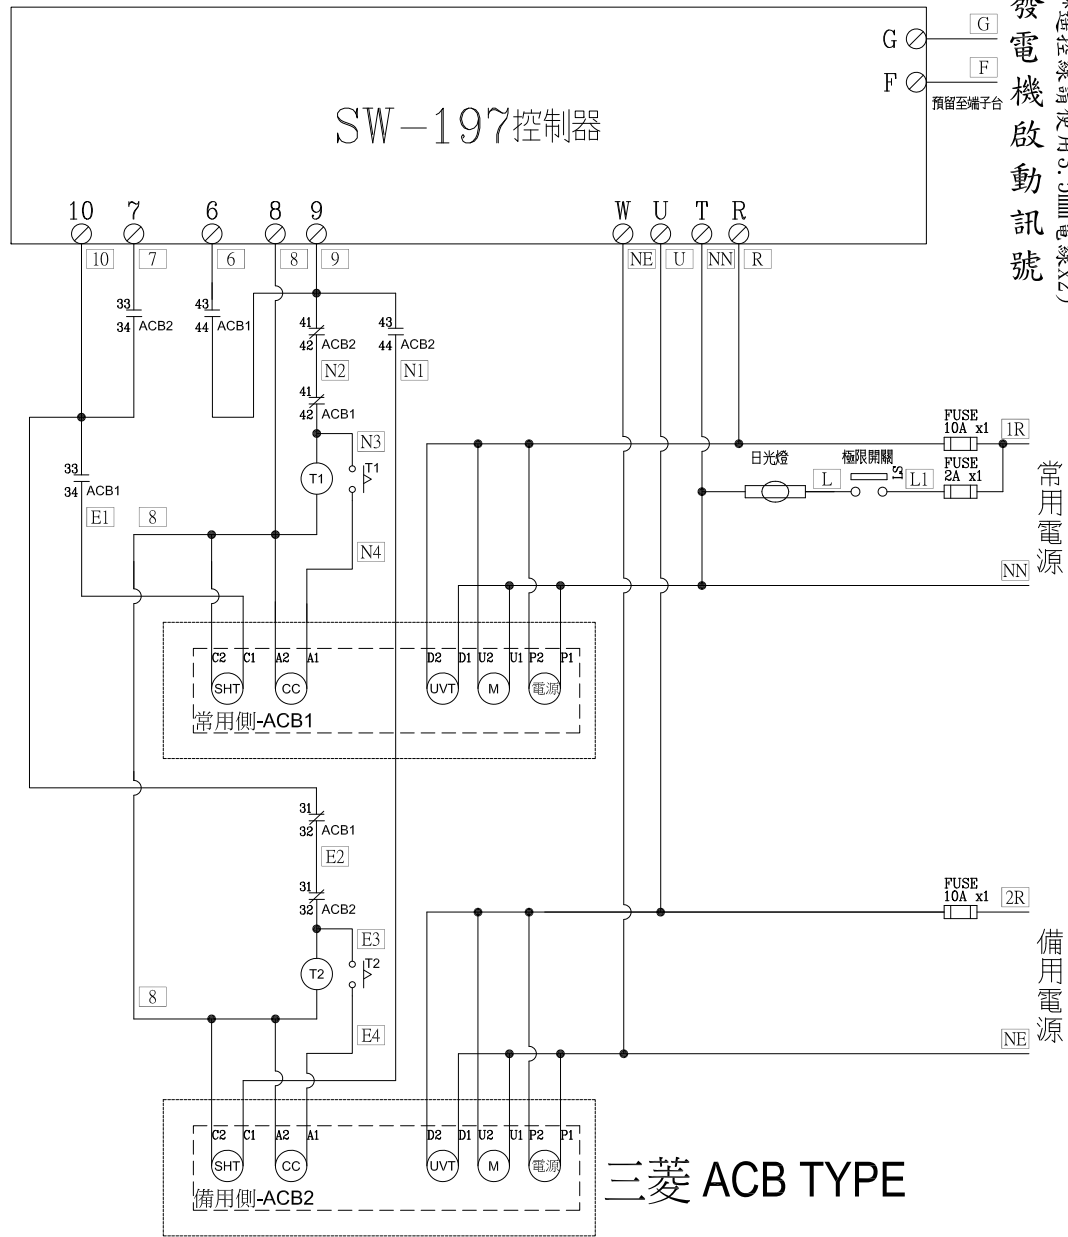 G
G
F
F
預留至端子台
發電機啟動訊號
SW-197控制器
10
7
6
8
9
W
U
T
R
10
7
6
8
9
NE
U
NN
R
33
34 ACB2
43
44 ACB1
41
42 ACB2
N2
43
44 ACB2
N1
41
42 ACB1
N3
T1
T1
N4
33
34 ACB1
E1
8
FUSE
10A x1
1R
日光燈
L
極限開關
LS
L1
FUSE
2A x1
常用電源
NN
C2 C1 A2 A1 D2 D1 U2 U1 P2 P1
SHT
CC
UVT
M
電源
常用側-ACB1
31
32 ACB1
E2
31
32 ACB2
E3
T2
T2
E4
8
FUSE
10A x1
2R
備用電源
NE
C2 C1 A2 A1 D2 D1 U2 U1 P2 P1
SHT
CC
UVT
M
電源
備用側-ACB2
三菱 ACB TYPE